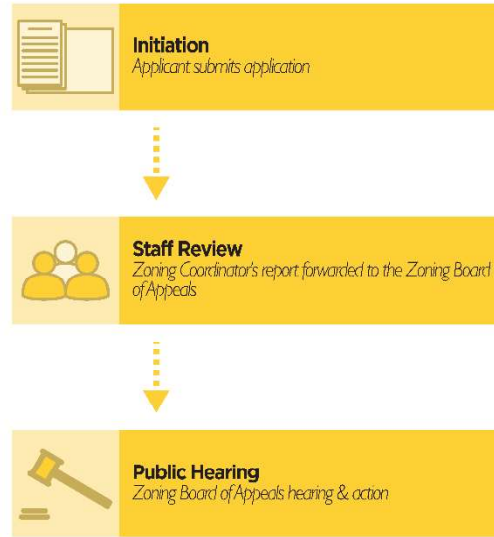 Initiation
Applicant submits application
Staff Review
Zoning Coordinator's report forwarded to the Zoning Board
of Appeals
Public Hearing
Zoning Board of Appeals hearing & action